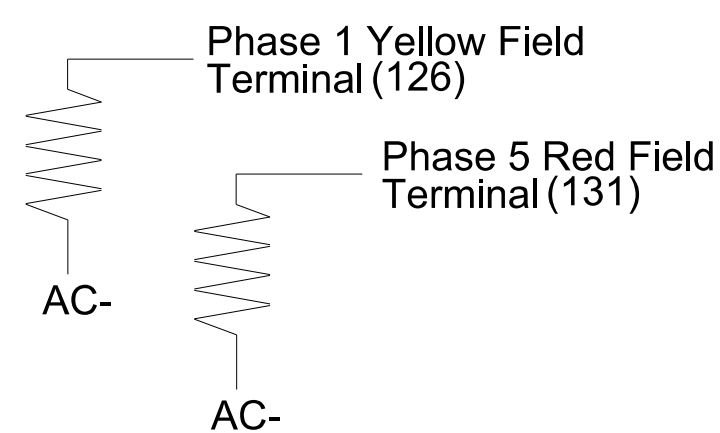 Phase 1 Yellow Field
Terminal (126)
Phase 5 Red Field
Terminal (131)
AC-
AC-